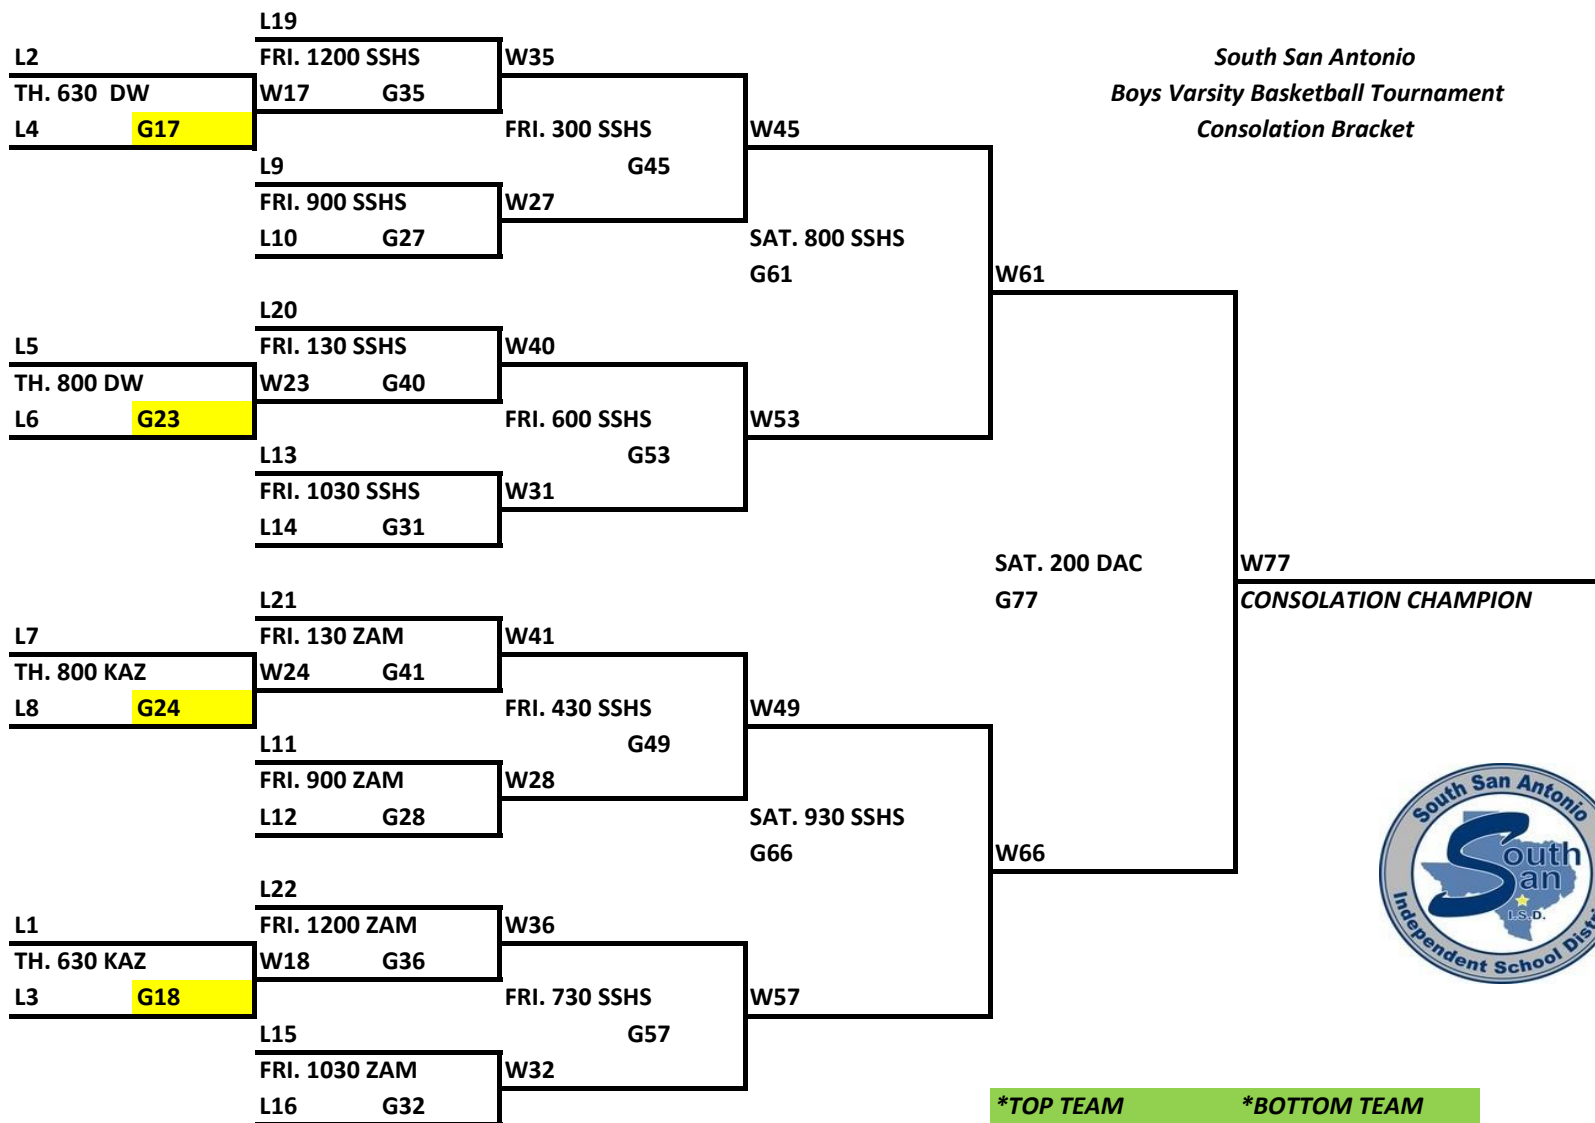 L19
L2 FRI. 1200 SSHS W35 South San Antonio
TH. 630 DW W17 G35 Boys Varsity Basketball Tournament
L4 G17 FRI. 300 SSHS W45 Consolation Bracket
L9 G45
FRI. 900 SSHS W27
L10 G27 SAT. 800 SSHS
G61 W61
L20
L5 FRI. 130 SSHS W40
TH. 800 DW W23 G40
L6 G23 FRI. 600 SSHS W53
L13 G53
FRI. 1030 SSHS W31
L14 G31
SAT. 200 DAC W77
L21 G77 CONSOLATION CHAMPION
L7 FRI. 130 ZAM W41
TH. 800 KAZ W24 G41
L8 G24 FRI. 430 SSHS W49
L11 G49
FRI. 900 ZAM W28
L12 G28 SAT. 930 SSHS
G66 W66
L22
L1 FRI. 1200 ZAM W36
TH. 630 KAZ W18 G36
L3 G18 FRI. 730 SSHS W57
L15 G57
FRI. 1030 ZAM W32
L16 G32 *TOP TEAM *BOTTOM TEAM
South San Antonio
South
San
I.S.D.
Independent School Distri